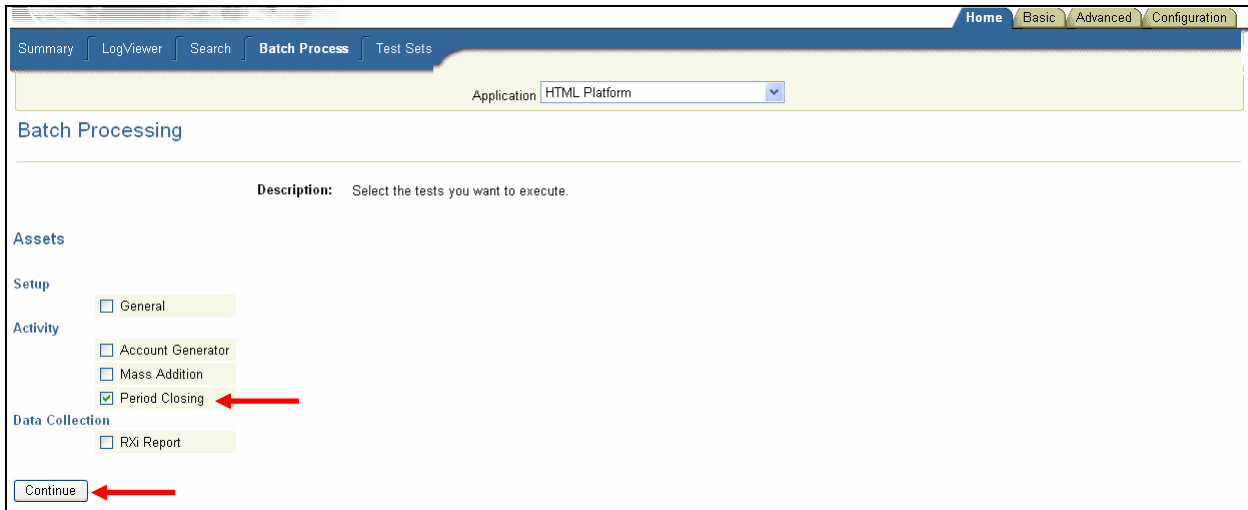 Home Basic Advanced Configuration
Summary LogViewer Search Batch Process Test Sets
Application HTML Platform
Batch Processing
Description: Select the tests you want to execute.
Assets
Setup
General
Activity
Account Generator
Mass Addition
Period Closing
Data Collection
RXi Report
Continue